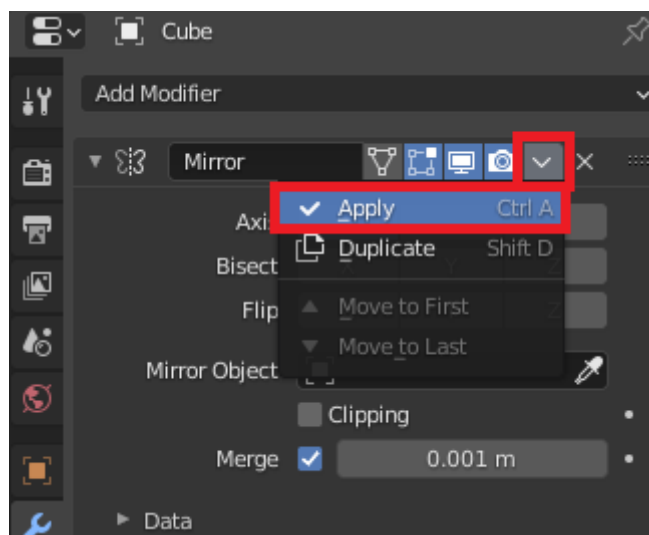 Cube
Add Modifier
Mirror
Apply Ctrl A
Axis
Duplicate Shift D
Bisect X Y Z
Move to First
Flip Z
Move to Last
Mirror Object
Clipping
Merge 0.001 m
Data